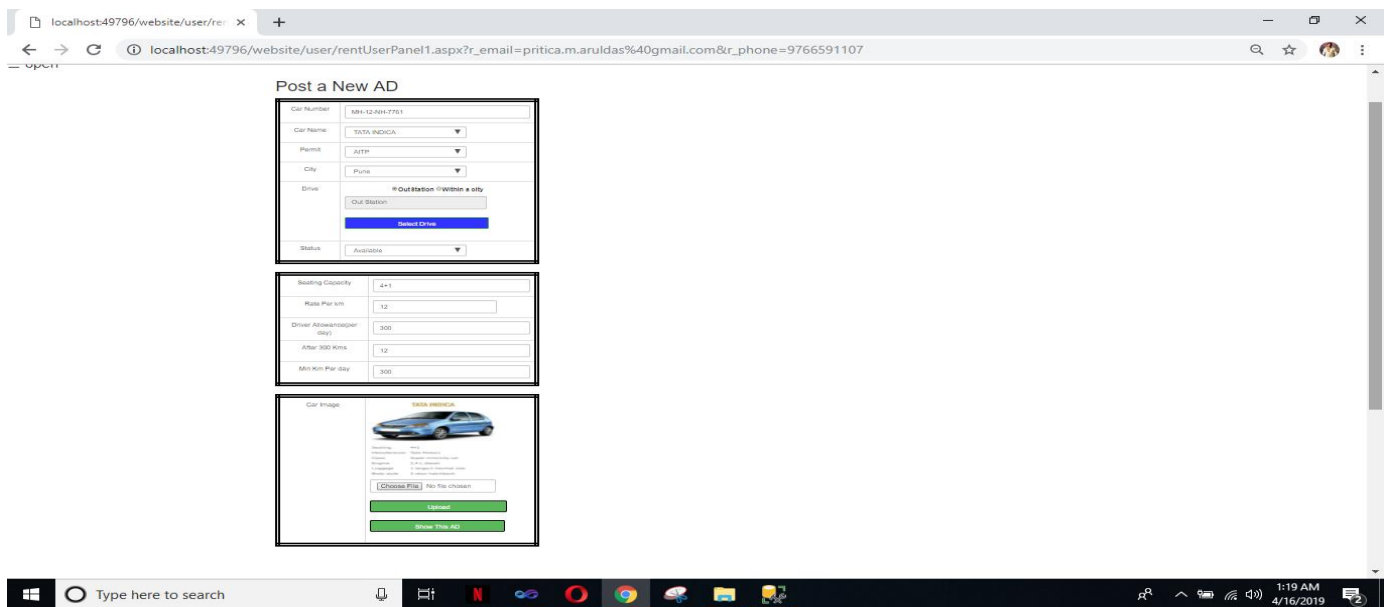 localhost:49796/website/user/ren
localhost:49796/website/user/rentUserPanel1.aspx?r_email=pritica.m.aruldas%40gmail.com&r_phone=9766591107
open
Post a New AD
Car Number MH-12-NH-7761
Car Name TATA INDICA
Permit AITP
City Pune
Drive Out Station Within a city
Out Station
Select Drive
Status Available
Seating Capacity 4+1
Rate Per km 12
Driver Allowance(per
day) 300
After 300 Kms 12
Min Km Per day 300
Car Image TATA INDICA
Choose File No file chosen
Upload
Show This AD
Type here to search
1:19 AM
4/16/2019
2